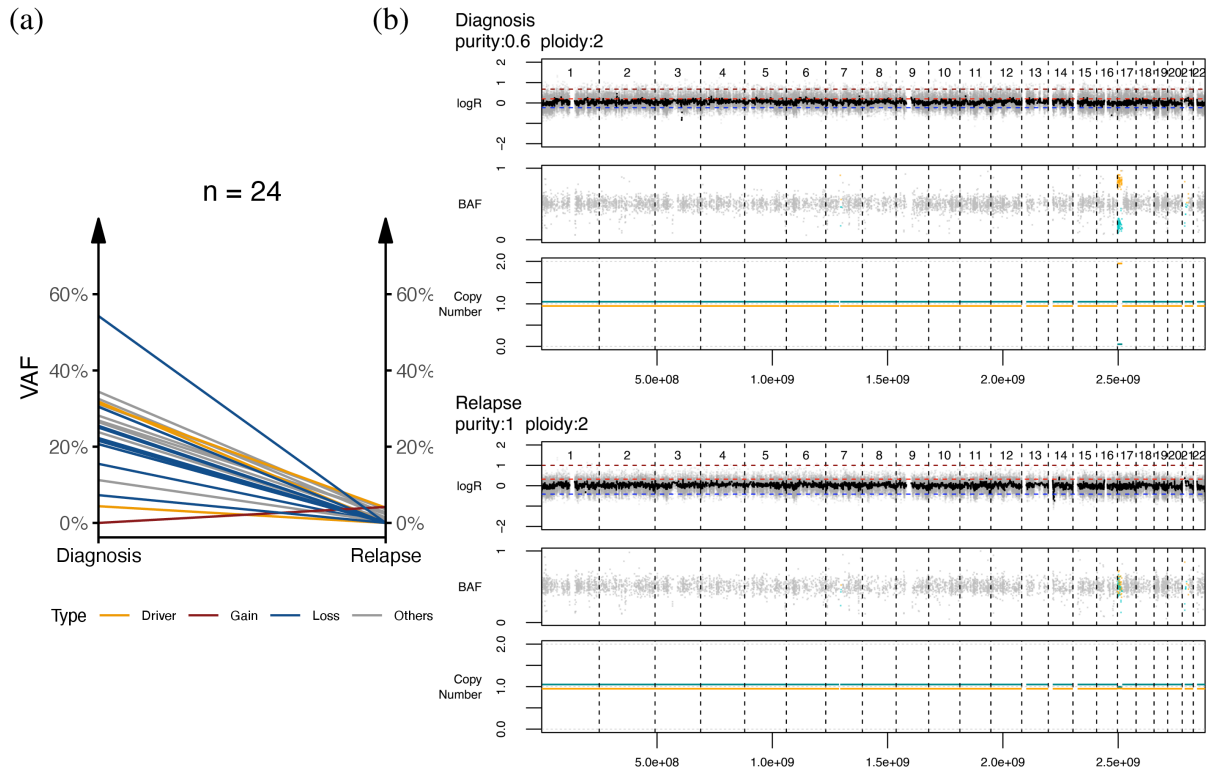 (a)
n = 24
VAF
60%
40%
20%
0%
60%
40%
20%
0%
Diagnosis
Relapse
Type Driver Gain Loss Others
(b)
Diagnosis
purity:0.6 ploidy:2
logR
2
1
0
−2
1 2 3 4 5 6 7 8 9 10 11 12 13 14 15 16 17 18 19 20 21 22
BAF
1
0
Copy
Number
2.0
1.0
0.0
5.0e+08 1.0e+09 1.5e+09 2.0e+09 2.5e+09
Relapse
purity:1 ploidy:2
logR
2
1
0
−2
1 2 3 4 5 6 7 8 9 10 11 12 13 14 15 16 17 18 19 20 21 22
BAF
1
0
Copy
Number
2.0
1.0
0.0
5.0e+08 1.0e+09 1.5e+09 2.0e+09 2.5e+09